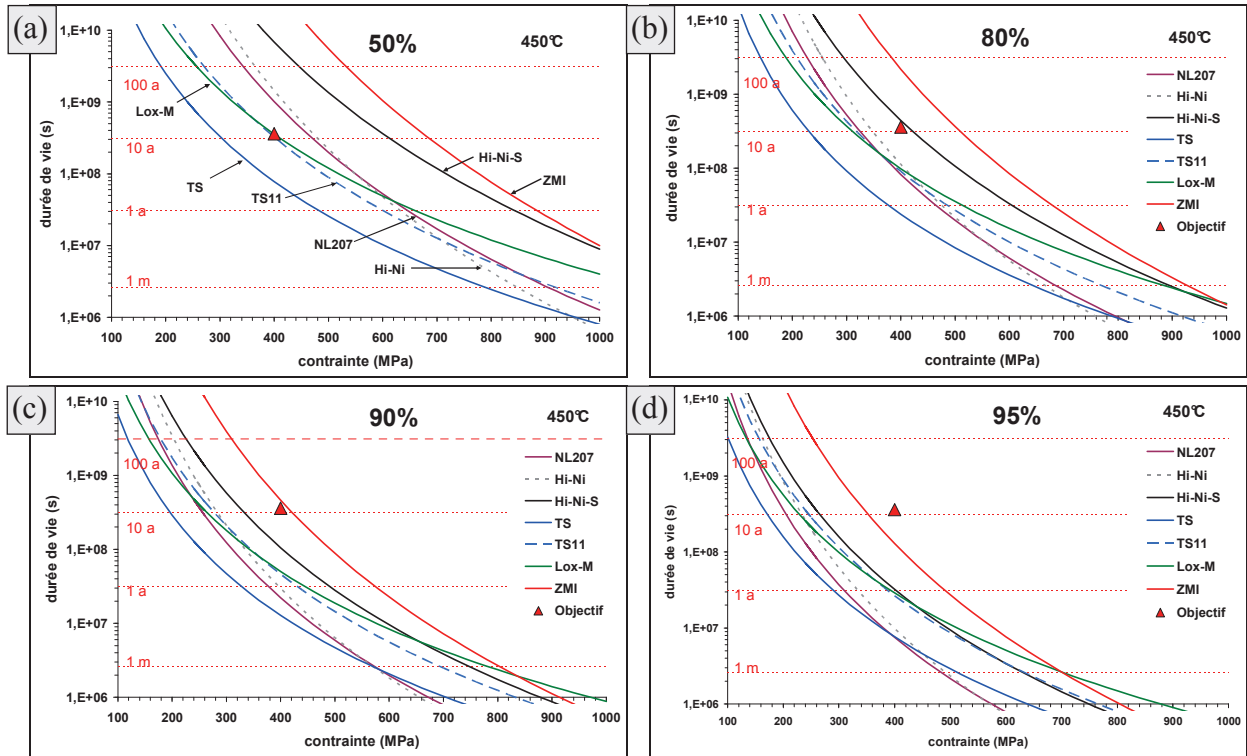 (a)
50%
450°C
1,E+10
1,E+09
1,E+08
1,E+07
1,E+06
durée de vie (s)
100 a
10 a
1 a
1 m
Lox-M
TS
TS11
NL207
Hi-Ni
Hi-Ni-S
ZMI
Objectif
100 200 300 400 500 600 700 800 900 1000
contrainte (MPa)
(b)
80%
450°C
1,E+10
1,E+09
1,E+08
1,E+07
1,E+06
durée de vie (s)
100 a
10 a
1 a
1 m
NL207
Hi-Ni
Hi-Ni-S
TS
TS11
Lox-M
ZMI
Objectif
100 200 300 400 500 600 700 800 900 1000
contrainte (MPa)
(c)
90%
450°C
1,E+10
1,E+09
1,E+08
1,E+07
1,E+06
durée de vie (s)
100 a
10 a
1 a
1 m
NL207
Hi-Ni
Hi-Ni-S
TS
TS11
Lox-M
ZMI
Objectif
100 200 300 400 500 600 700 800 900 1000
contrainte (MPa)
(d)
95%
450°C
1,E+10
1,E+09
1,E+08
1,E+07
1,E+06
durée de vie (s)
100 a
10 a
1 a
1 m
NL207
Hi-Ni
Hi-Ni-S
TS
TS11
Lox-M
ZMI
Objectif
100 200 300 400 500 600 700 800 900 1000
contrainte (MPa)